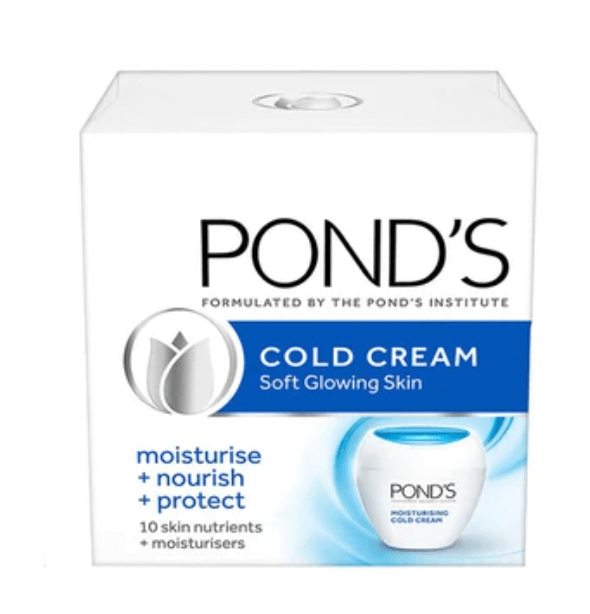 POND'S
FORMULATED BY THE POND'S INSTITUTE
COLD CREAM
Soft Glowing Skin
moisturise
+ nourish
+ protect
10 skin nutrients
+ moisturisers
POND'S
MOISTURISING
COLD CREAM